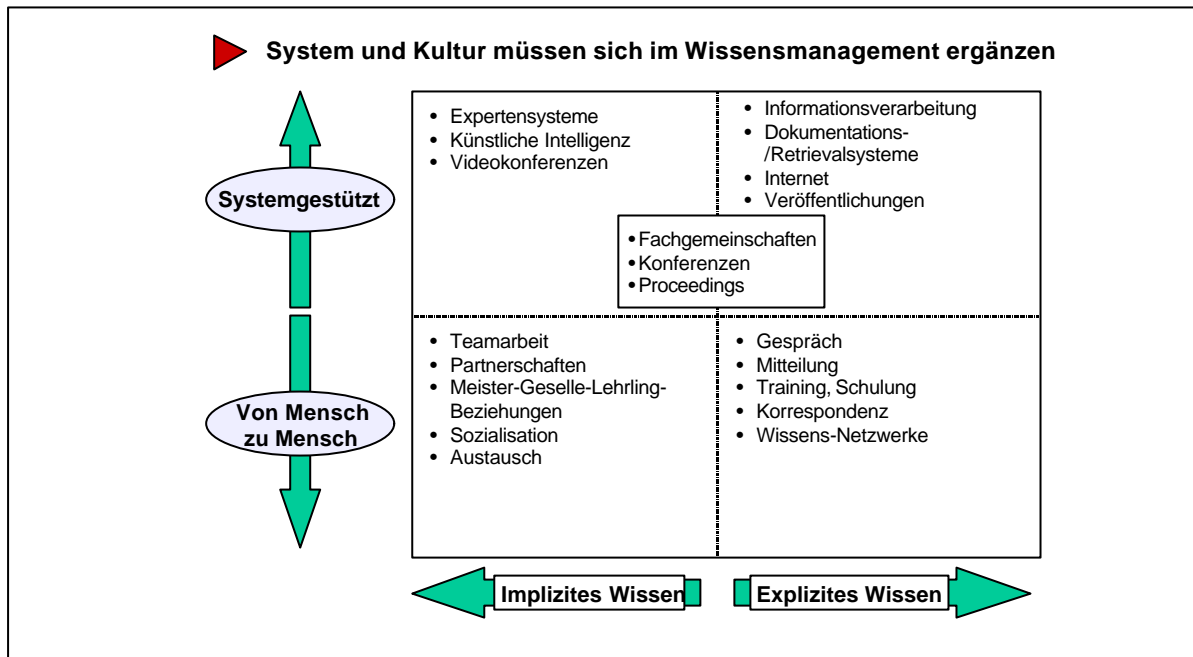 System und Kultur müssen sich im Wissensmanagement ergänzen
Systemgestützt
Von Mensch
zu Mensch
• Expertensysteme
• Künstliche Intelligenz
• Videokonferenzen
• Informationsverarbeitung
• Dokumentations-
/Retrievalsysteme
• Internet
• Veröffentlichungen
• Fachgemeinschaften
• Konferenzen
• Proceedings
• Teamarbeit
• Partnerschaften
• Meister-Geselle-Lehrling-
Beziehungen
• Sozialisation
• Austausch
• Gespräch
• Mitteilung
• Training, Schulung
• Korrespondenz
• Wissens-Netzwerke
Implizites Wissen
Explizites Wissen